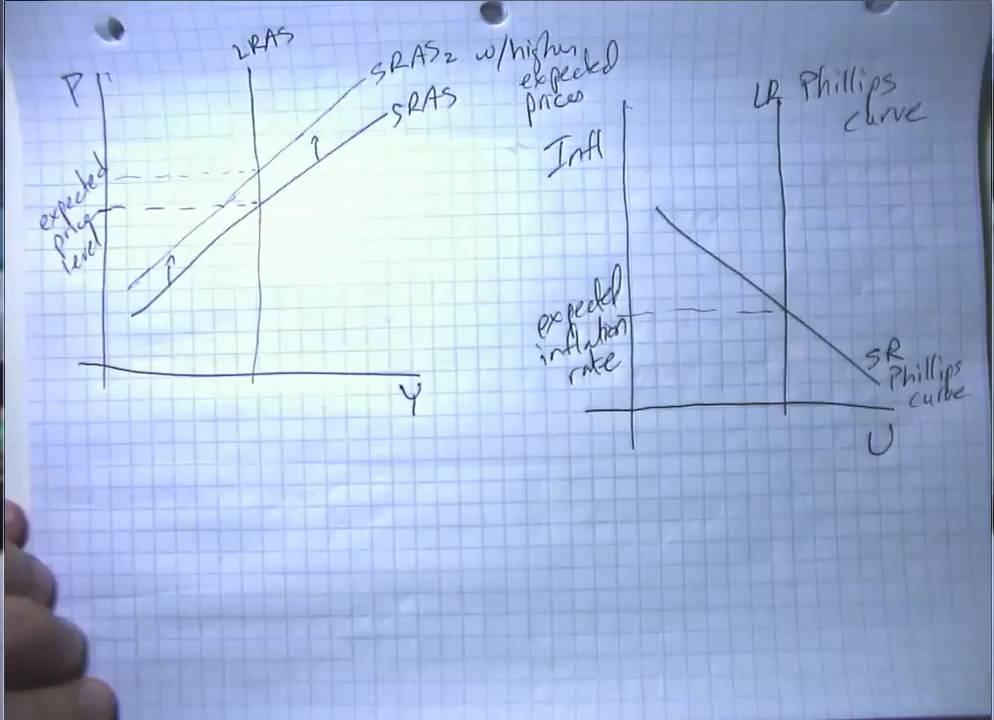 P
LRAS
SRAS₂ w/higher
expected
prices
SRAS
expected
price
level
Y
Infl
LR Phillips
curve
expected
inflation
rate
SR
Phillips
curve
U